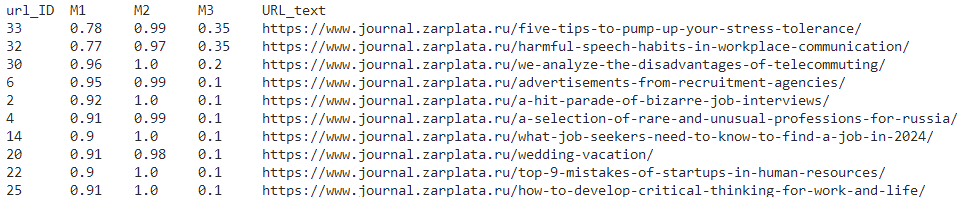 url_ID M1 M2 M3 URL_text
33 0.78 0.99 0.35 https://www.journal.zarplata.ru/five-tips-to-pump-up-your-stress-tolerance/
32 0.77 0.97 0.35 https://www.journal.zarplata.ru/harmful-speech-habits-in-workplace-communication/
30 0.96 1.0 0.2 https://www.journal.zarplata.ru/we-analyze-the-disadvantages-of-telecommuting/
6 0.95 0.99 0.1 https://www.journal.zarplata.ru/advertisements-from-recruitment-agencies/
2 0.92 1.0 0.1 https://www.journal.zarplata.ru/a-hit-parade-of-bizarre-job-interviews/
4 0.91 0.99 0.1 https://www.journal.zarplata.ru/a-selection-of-rare-and-unusual-professions-for-russia/
14 0.9 1.0 0.1 https://www.journal.zarplata.ru/what-job-seekers-need-to-know-to-find-a-job-in-2024/
20 0.91 0.98 0.1 https://www.journal.zarplata.ru/wedding-vacation/
22 0.9 1.0 0.1 https://www.journal.zarplata.ru/top-9-mistakes-of-startups-in-human-resources/
25 0.91 1.0 0.1 https://www.journal.zarplata.ru/how-to-develop-critical-thinking-for-work-and-life/